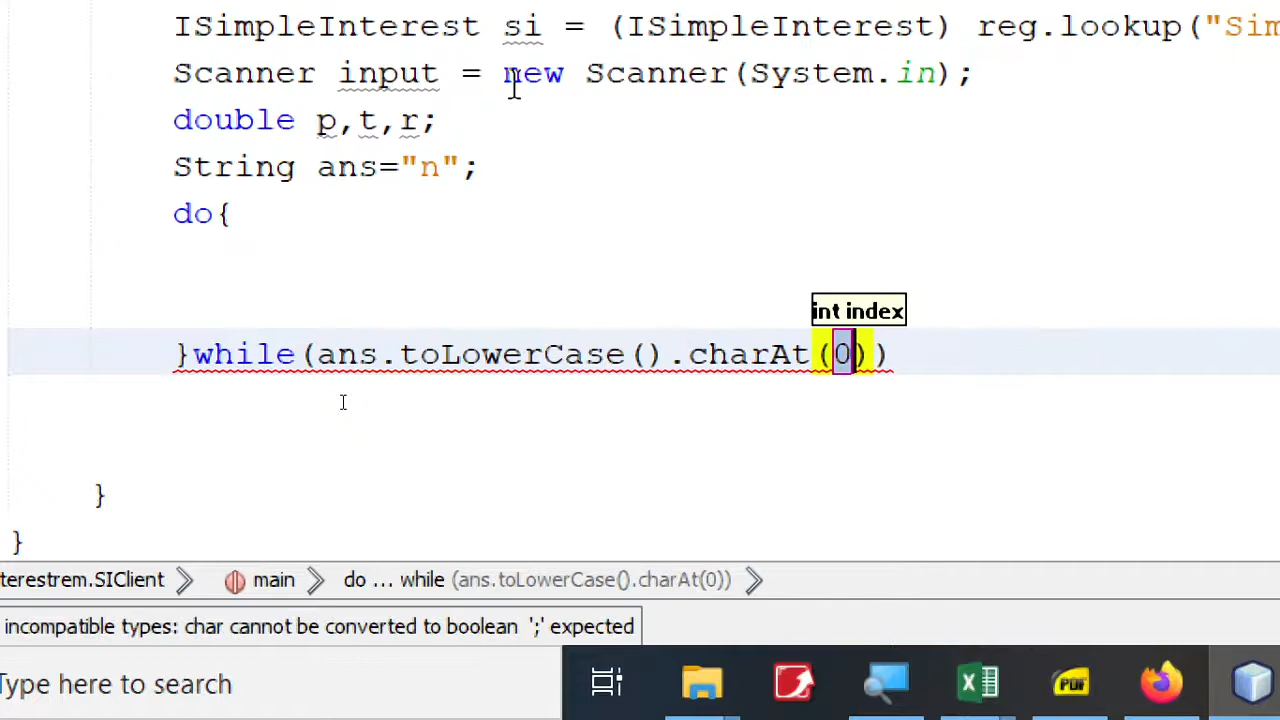 ISimpleInterest si = (ISimpleInterest) reg.lookup("Sim
Scanner input = new Scanner(System.in);
double p,t,r;
String ans="n";
do{
int index
}while(ans.toLowerCase().charAt(0))
}
}
terestrem.SIClient main do ... while (ans.toLowerCase().charAt(0))
incompatible types: char cannot be converted to boolean ';' expected
Type here to search
PDF